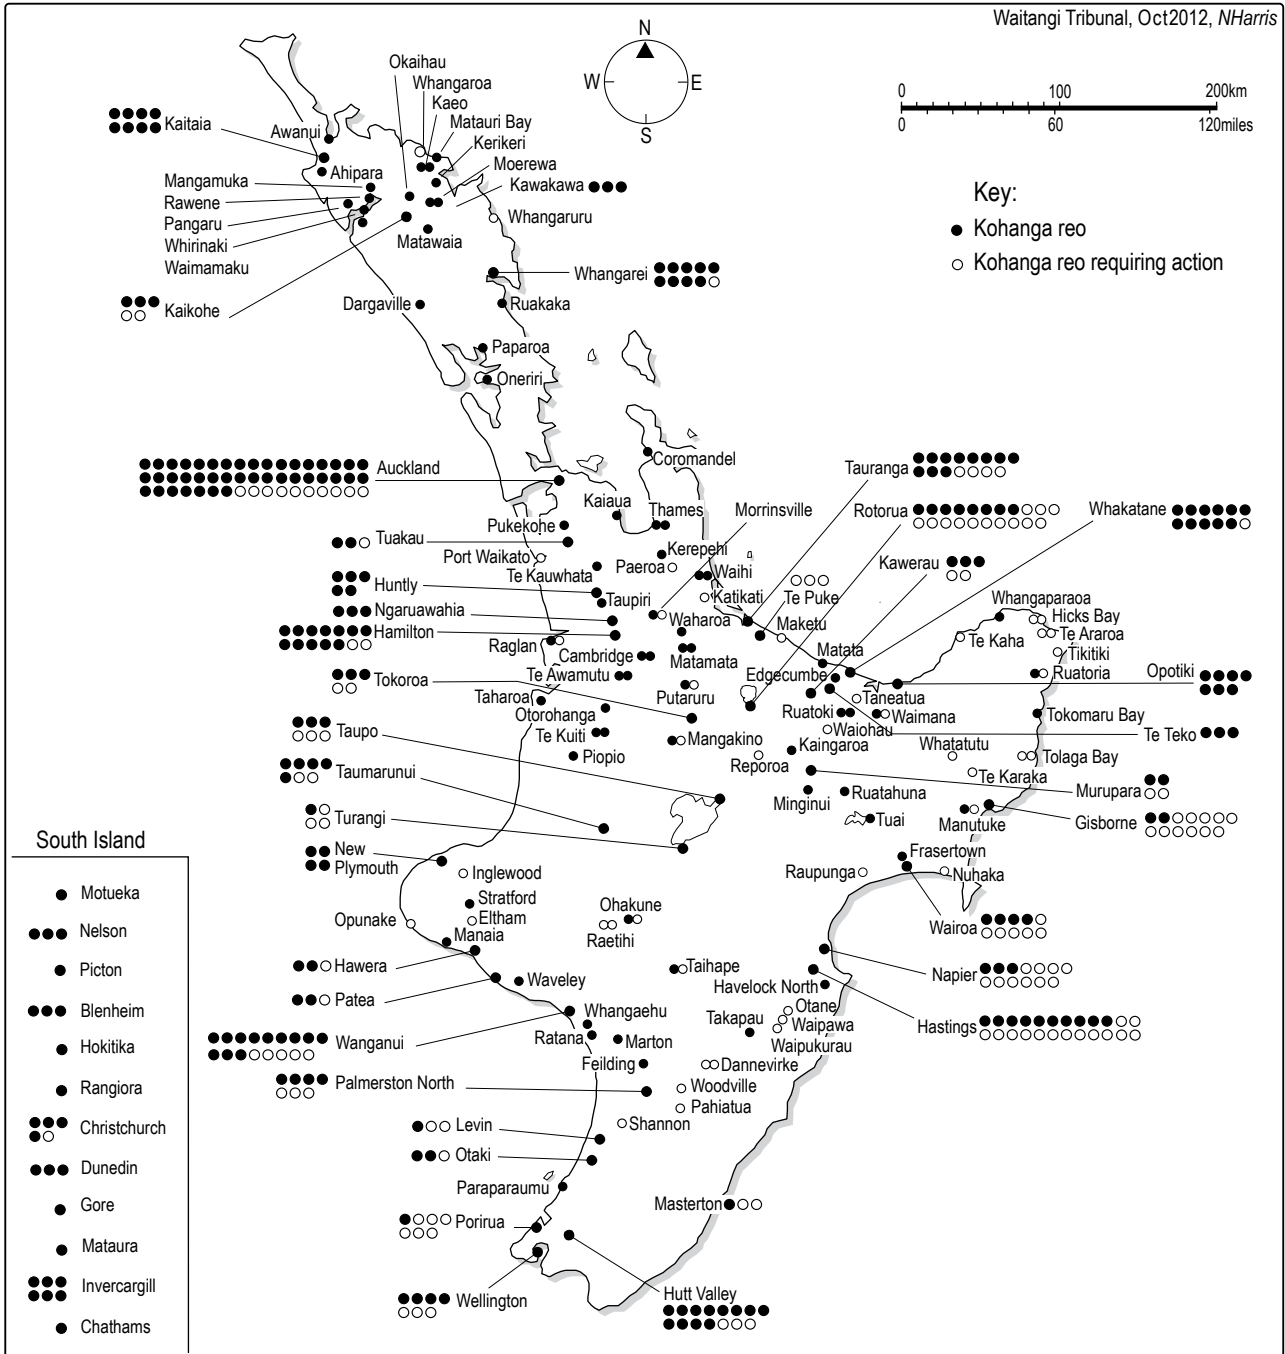 Waitangi Tribunal, Oct2012, NHarris
N
W
E
S
0
100
200km
0
60
120miles
Key:
Kohanga reo
Kohanga reo requiring action
Okaihau
Whangaroa
Kaeo
Matauri Bay
Kerikeri
Moerewa
Kawakawa
Kaitaia
Awanui
Ahipara
Mangamuka
Rawene
Pangaru
Whirinaki
Waimamaku
Whangaruru
Matawaia
Whangarei
Kaikohe
Dargaville
Ruakaka
Paparoa
Oneriri
Coromandel
Auckland
Tauranga
Kaiaua
Thames
Morrinsville
Rotorua
Whakatane
Pukekohe
Tuakau
Port Waikato
Kerepehi
Paeroa
Waihi
Kawerau
Te Kauwhata
Huntly
Taupiri
Katikati
Te Puke
Ngaruawahia
Waharoa
Maketu
Whangaparaoa
Hicks Bay
Te Araroa
Tikitiki
Te Kaha
Hamilton
Raglan
Cambridge
Matamata
Matata
Edgecumbe
Te Awamutu
Ruatoria
Opotiki
Tokoroa
Putaruru
Taneatua
Taharoa
Otorohanga
Ruatoki
Waimana
Tokomaru Bay
Te Kuiti
Mangakino
Waiohau
Te Teko
Taupo
Piopio
Kaingaroa
Whatatutu
Tolaga Bay
Reporoa
Te Karaka
Taumarunui
Minginui
Ruatahuna
Murupara
Turangi
Tuai
Manutuke
Gisborne
New
Plymouth
Frasertown
Inglewood
Raupunga
Nuhaka
Stratford
Ohakune
Opunake
Eltham
Raetihi
Wairoa
Manaia
Hawera
Taihape
Napier
Patea
Waveley
Havelock North
Whangaehu
Otane
Takapau
Waipawa
Hastings
Wanganui
Ratana
Marton
Waipukurau
Feilding
Dannevirke
Palmerston North
Woodville
Pahiatua
Levin
Shannon
Otaki
Paraparaumu
Masterton
Porirua
Wellington
Hutt Valley
South Island
Motueka
Nelson
Picton
Blenheim
Hokitika
Rangiora
Christchurch
Dunedin
Gore
Mataura
Invercargill
Chathams